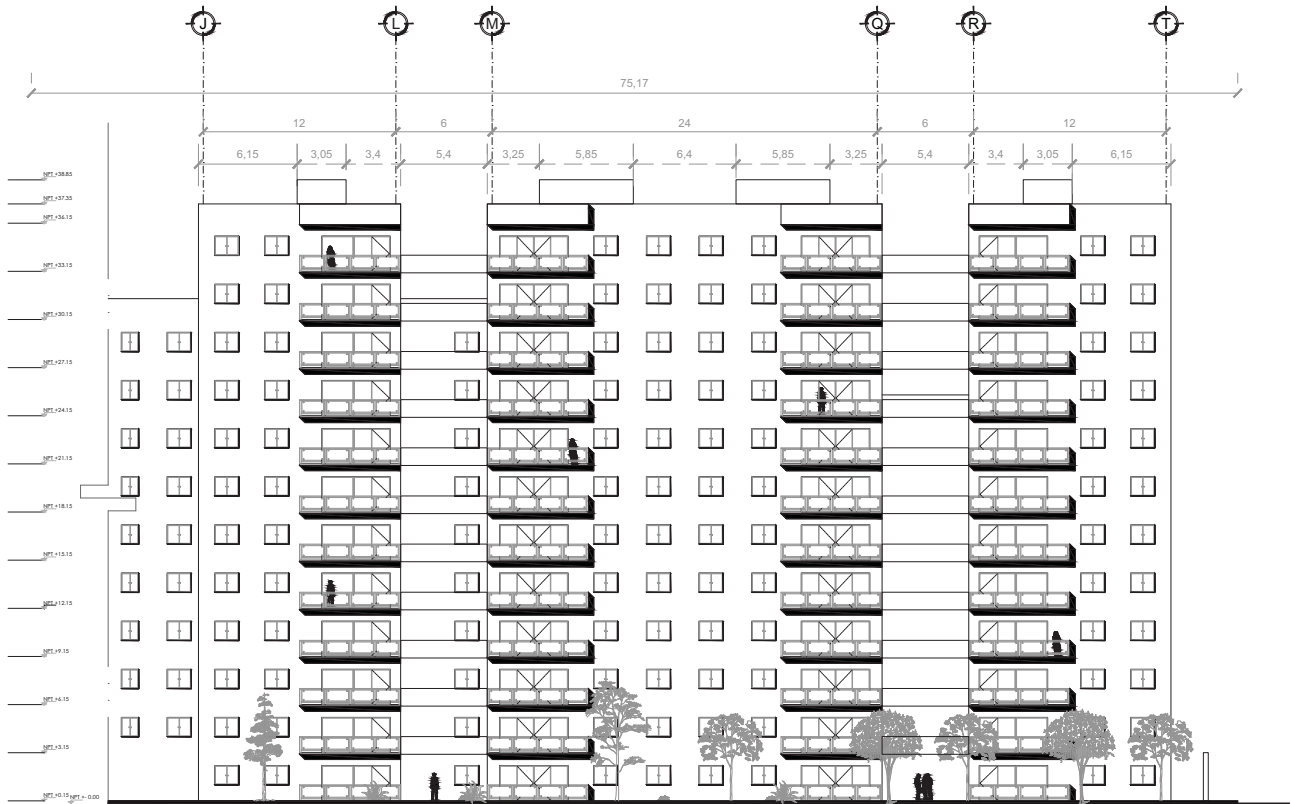 J L M Q R T
75,17
12 6 24 6 12
6,15 3,05 3,4 5,4 3,25 5,85 6,4 5,85 3,25 5,4 3,4 3,05 6,15
NPT +38.85
NPT +37.35
NPT +36.15
NPT +33.15
NPT +30.15
NPT +27.15
NPT +24.15
NPT +21.15
NPT +18.15
NPT +15.15
NPT +12.15
NPT +9.15
NPT +6.15
NPT +3.15
NPT +0.15 NPT +- 0.00